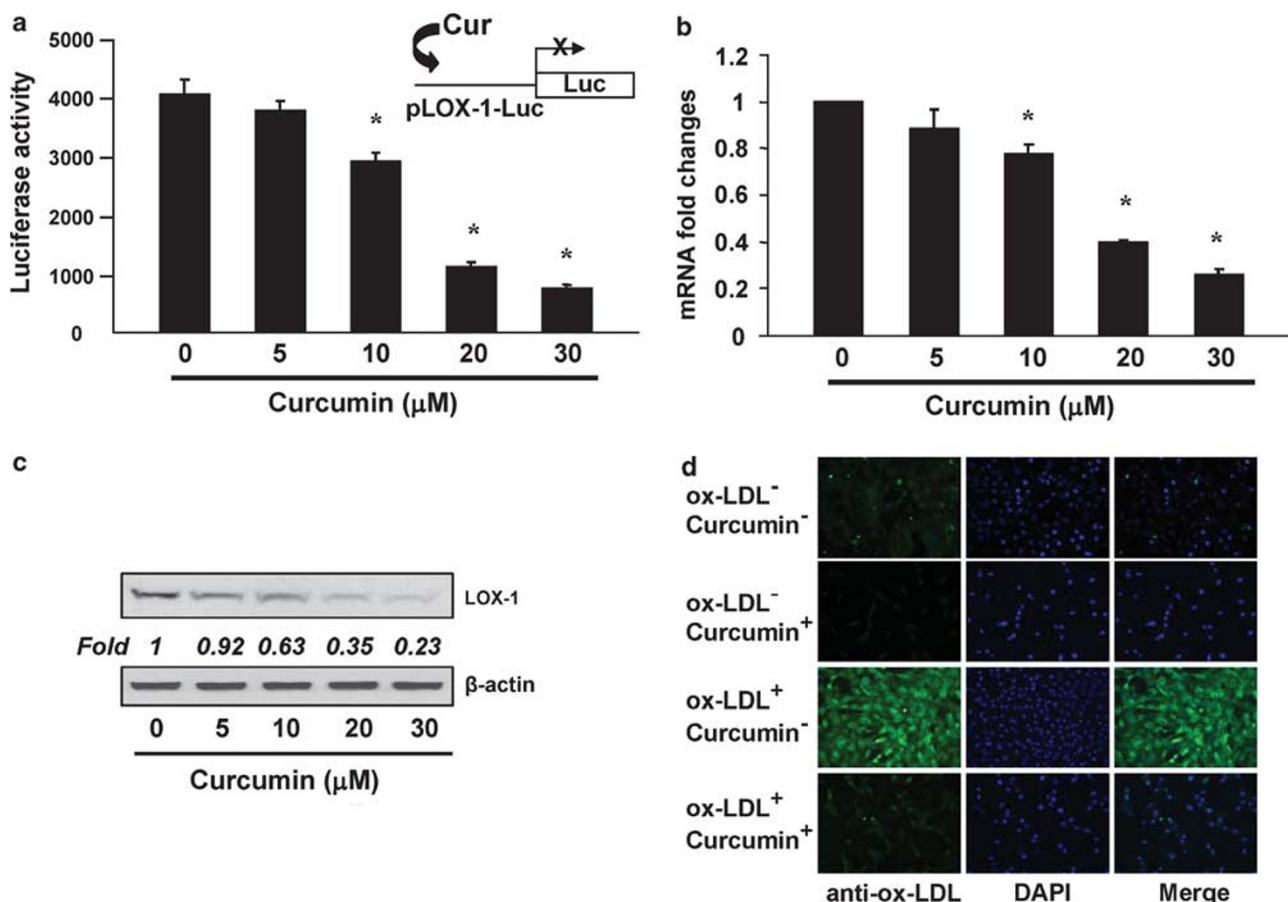 a
Luciferase activity
5000
4000
3000
2000
1000
0
*
*
*
Cur
X
Luc
pLOX-1-Luc
0 5 10 20 30
Curcumin (μM)
b
mRNA fold changes
1.2
1
0.8
0.6
0.4
0.2
0
*
*
*
0 5 10 20 30
Curcumin (μM)
c
LOX-1
Fold 1 0.92 0.63 0.35 0.23
β-actin
0 5 10 20 30
Curcumin (μM)
d
ox-LDL⁻
Curcumin⁻
ox-LDL⁻
Curcumin⁺
ox-LDL⁺
Curcumin⁻
ox-LDL⁺
Curcumin⁺
anti-ox-LDL DAPI Merge